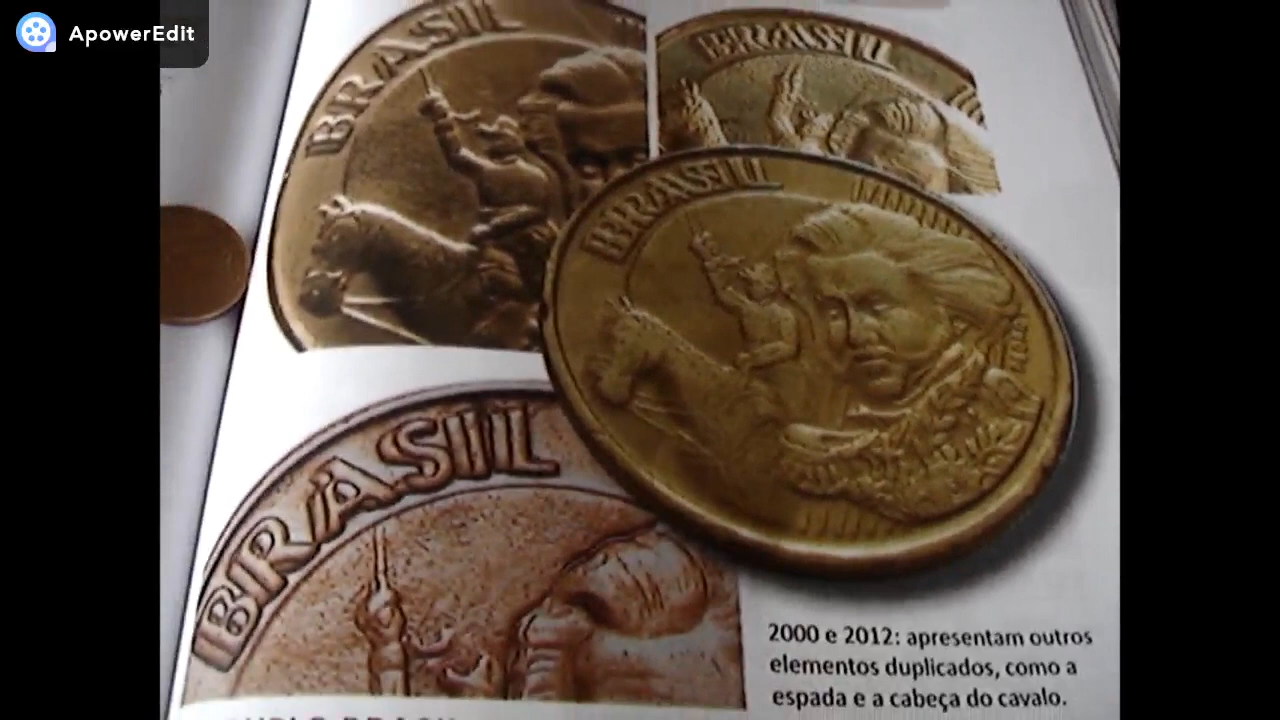 ApowerEdit
BRASIL
BRASIL
BRASIL
BRASIL
2000 e 2012: apresentam outros
elementos duplicados, como a
espada e a cabeça do cavalo.